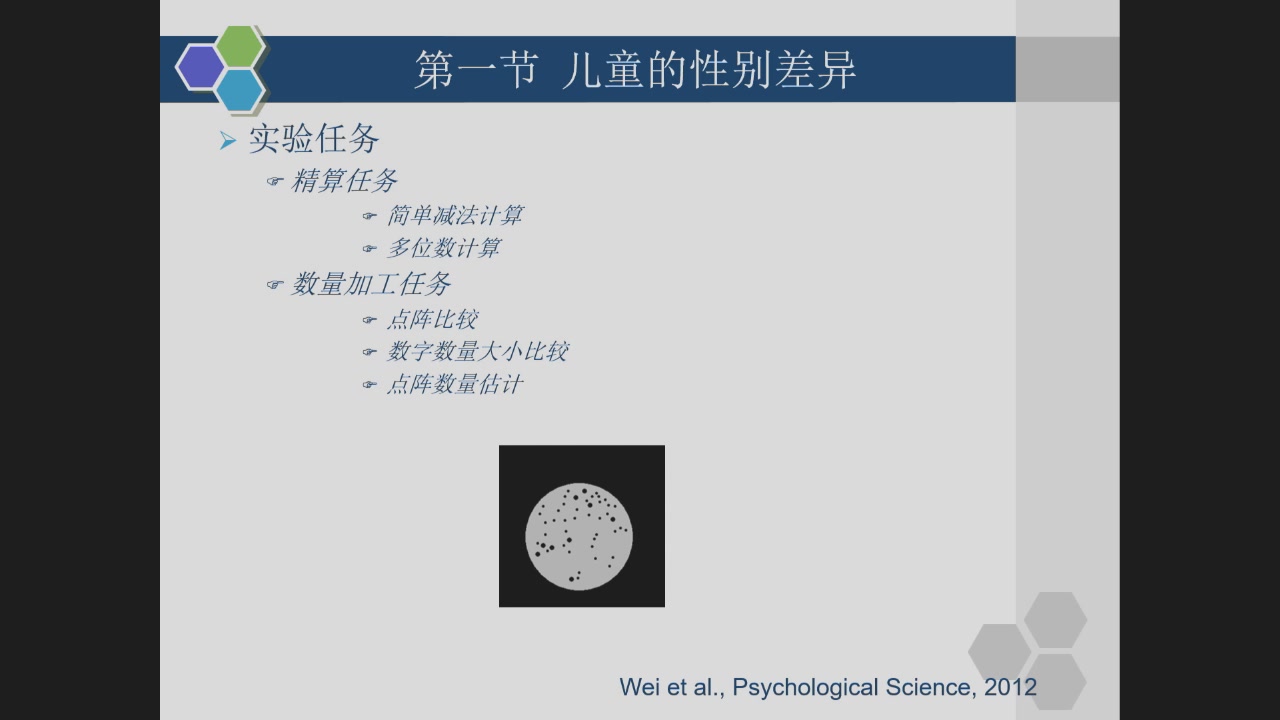 第一节 儿童的性别差异
实验任务
精算任务
简单减法计算
多位数计算
数量加工任务
点阵比较
数字数量大小比较
点阵数量估计
Wei et al., Psychological Science, 2012